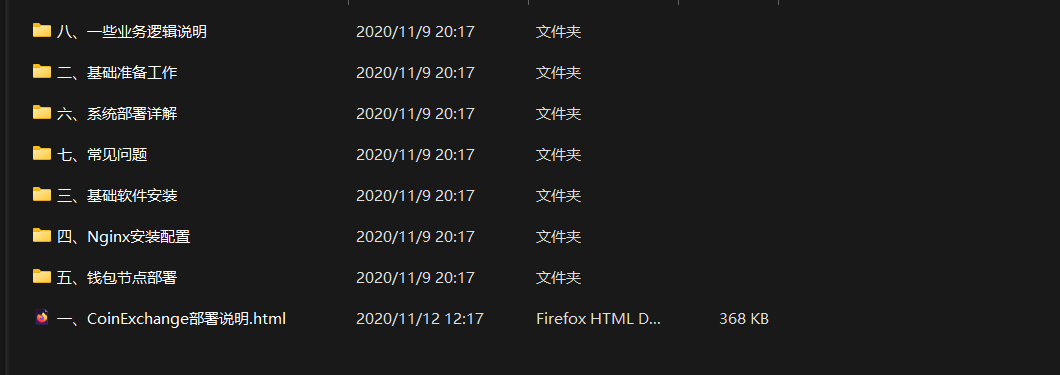 八、一些业务逻辑说明 2020/11/9 20:17 文件夹
二、基础准备工作 2020/11/9 20:17 文件夹
六、系统部署详解 2020/11/9 20:17 文件夹
七、常见问题 2020/11/9 20:17 文件夹
三、基础软件安装 2020/11/9 20:17 文件夹
四、Nginx安装配置 2020/11/9 20:17 文件夹
五、钱包节点部署 2020/11/9 20:17 文件夹
一、CoinExchange部署说明.html 2020/11/12 12:17 Firefox HTML D... 368 KB